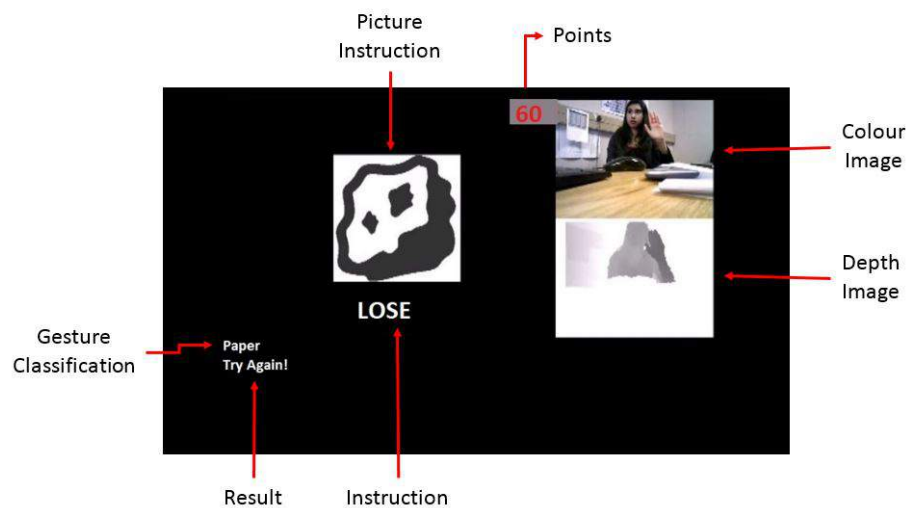 Picture
Instruction
Points
60
Colour
Image
LOSE
Depth
Image
Gesture
Classification
Paper
Try Again!
Result
Instruction